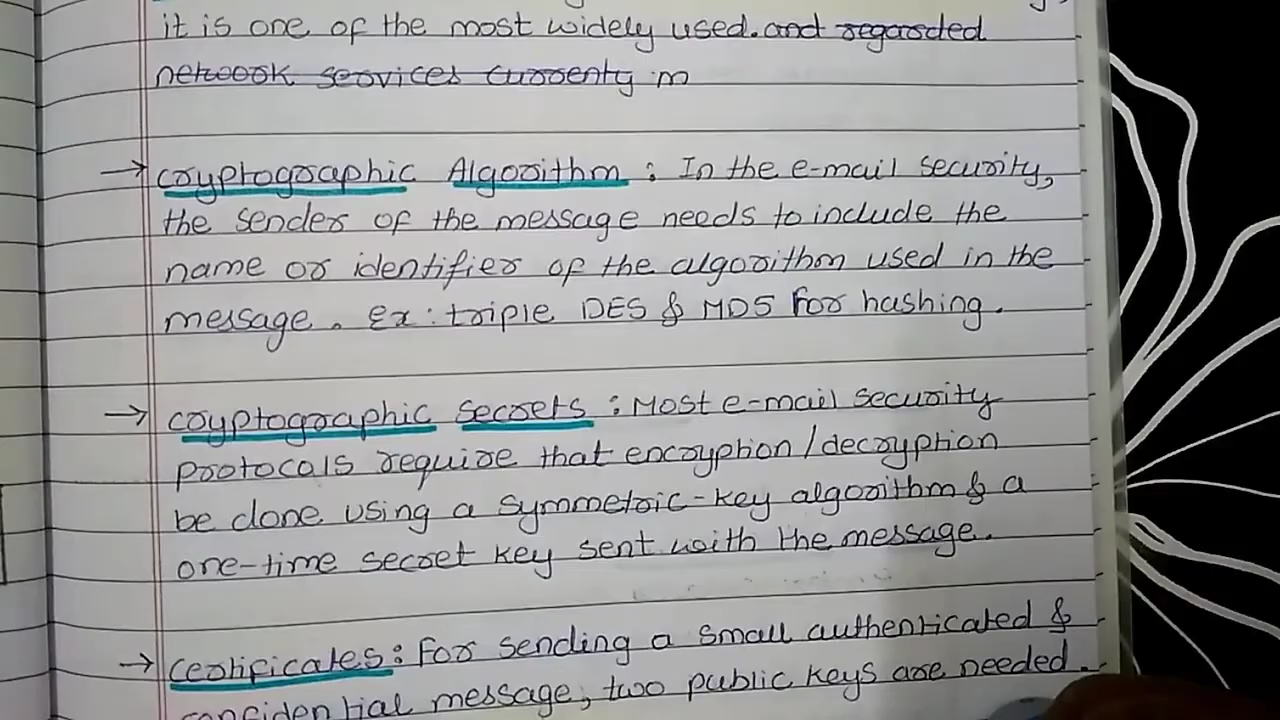 it is one of the most widely used. and regarded
network services currenty in
→ cryptographic Algorithm : In the e-mail security,
the sender of the message needs to include the
name or identifier of the algorithm used in the
message. Ex: triple DES & MD5 for hashing.
→ cryptographic secrets : Most e-mail security
protocals require that encryption/decryption
be done using a symmetric-key algorithm & a
one-time secret key sent with the message.
→ Certificates: For sending a small authenticated &
confidential message, two public keys are needed.